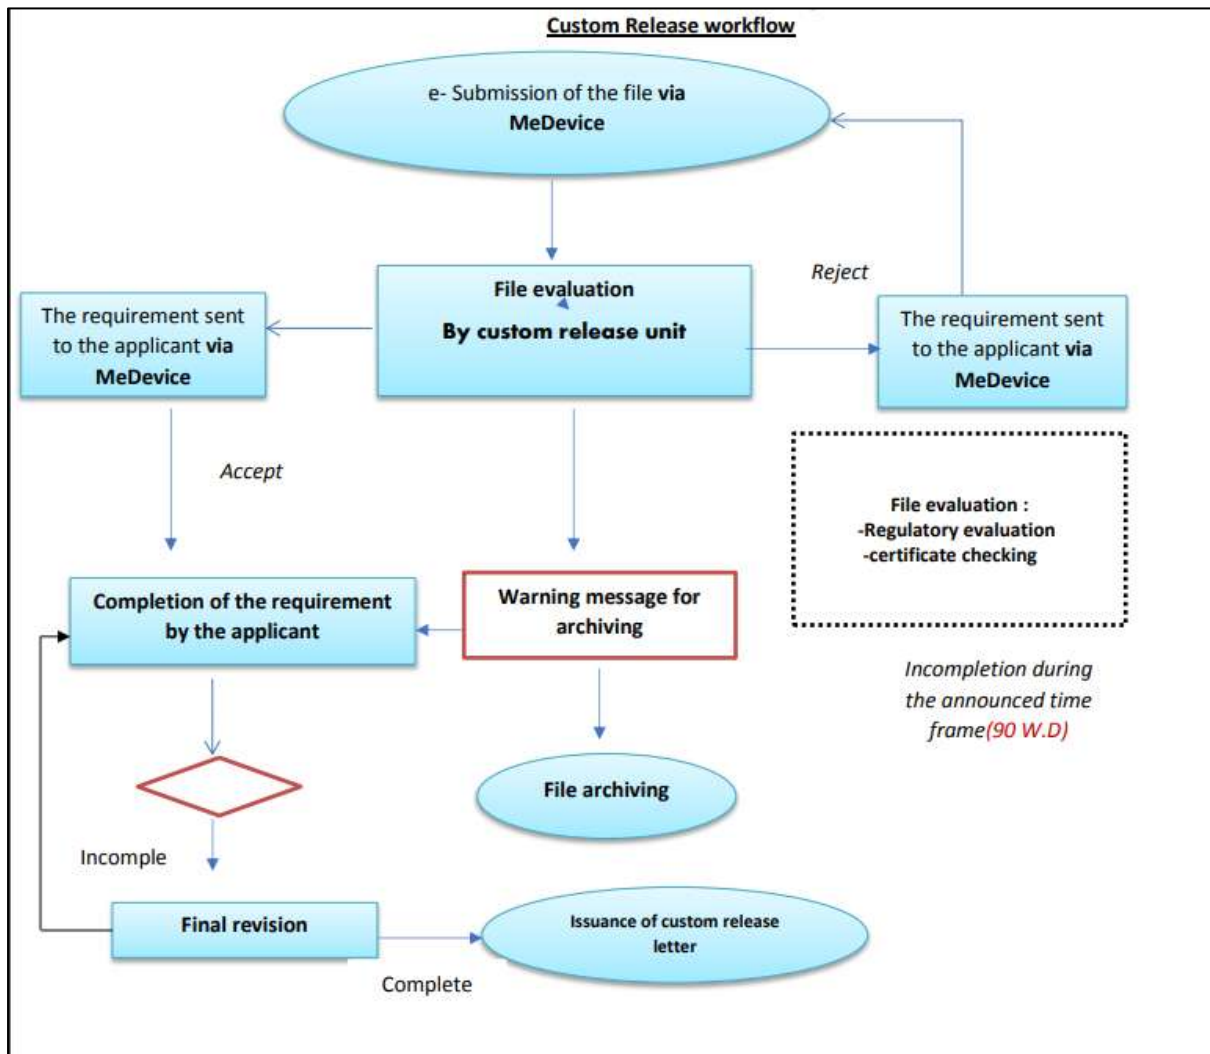 Custom Release workflow
e- Submission of the file via
MeDevice
File evaluation
By custom release unit
Reject
The requirement sent
to the applicant via
MeDevice
The requirement sent
to the applicant via
MeDevice
Accept
File evaluation :
-Regulatory evaluation
-certificate checking
Completion of the requirement
by the applicant
Warning message for
archiving
Incompletion during
the announced time
frame(90 W.D)
File archiving
Incomple
Final revision
Issuance of custom release
letter
Complete